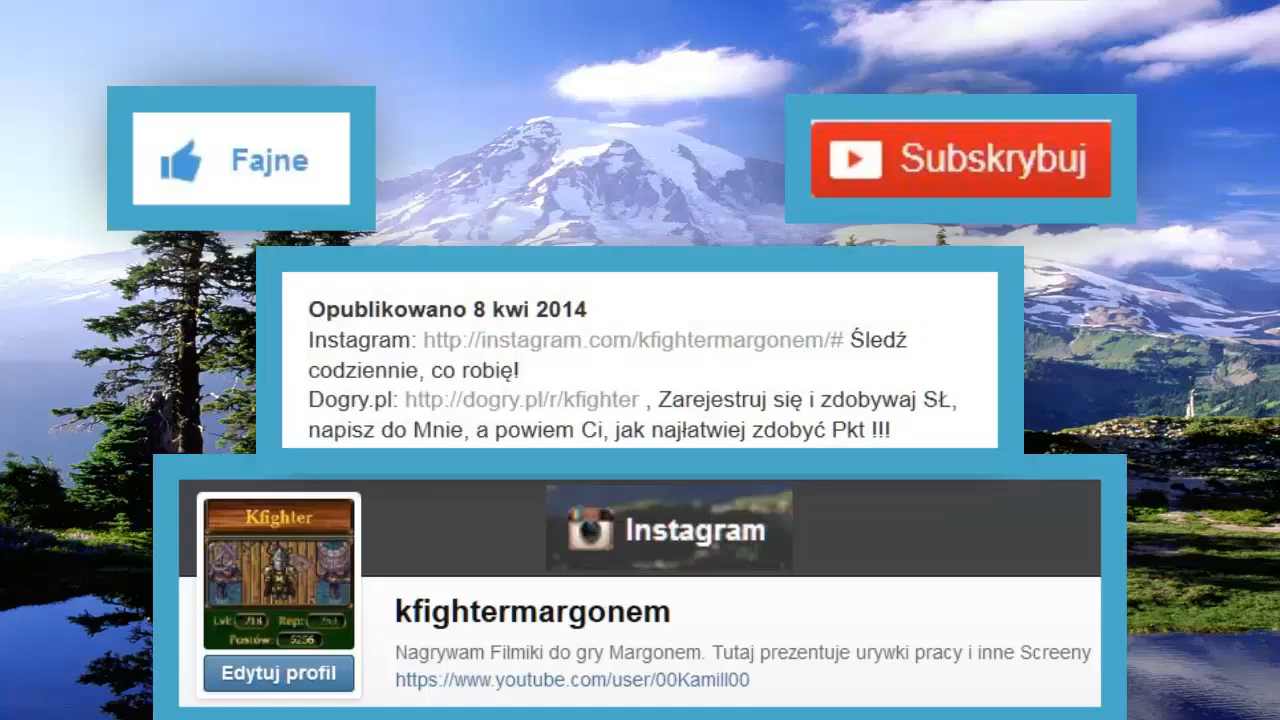 Fajne
Subskrybuj
Opublikowano 8 kwi 2014
Instagram: http://instagram.com/kfightermargonem/# Śledź
codziennie, co robię!
Dogry.pl: http://dogry.pl/r/kfighter , Zarejestruj się i zdobywaj SŁ,
napisz do Mnie, a powiem Ci, jak najłatwiej zdobyć Pkt !!!
Instagram
Kfighter
Lvl: 218 Rep:
Postów: 5256
Edytuj profil
kfightermargonem
Nagrywam Filmiki do gry Margonem. Tutaj prezentuje urywki pracy i inne Screeny
https://www.youtube.com/user/00Kamill00